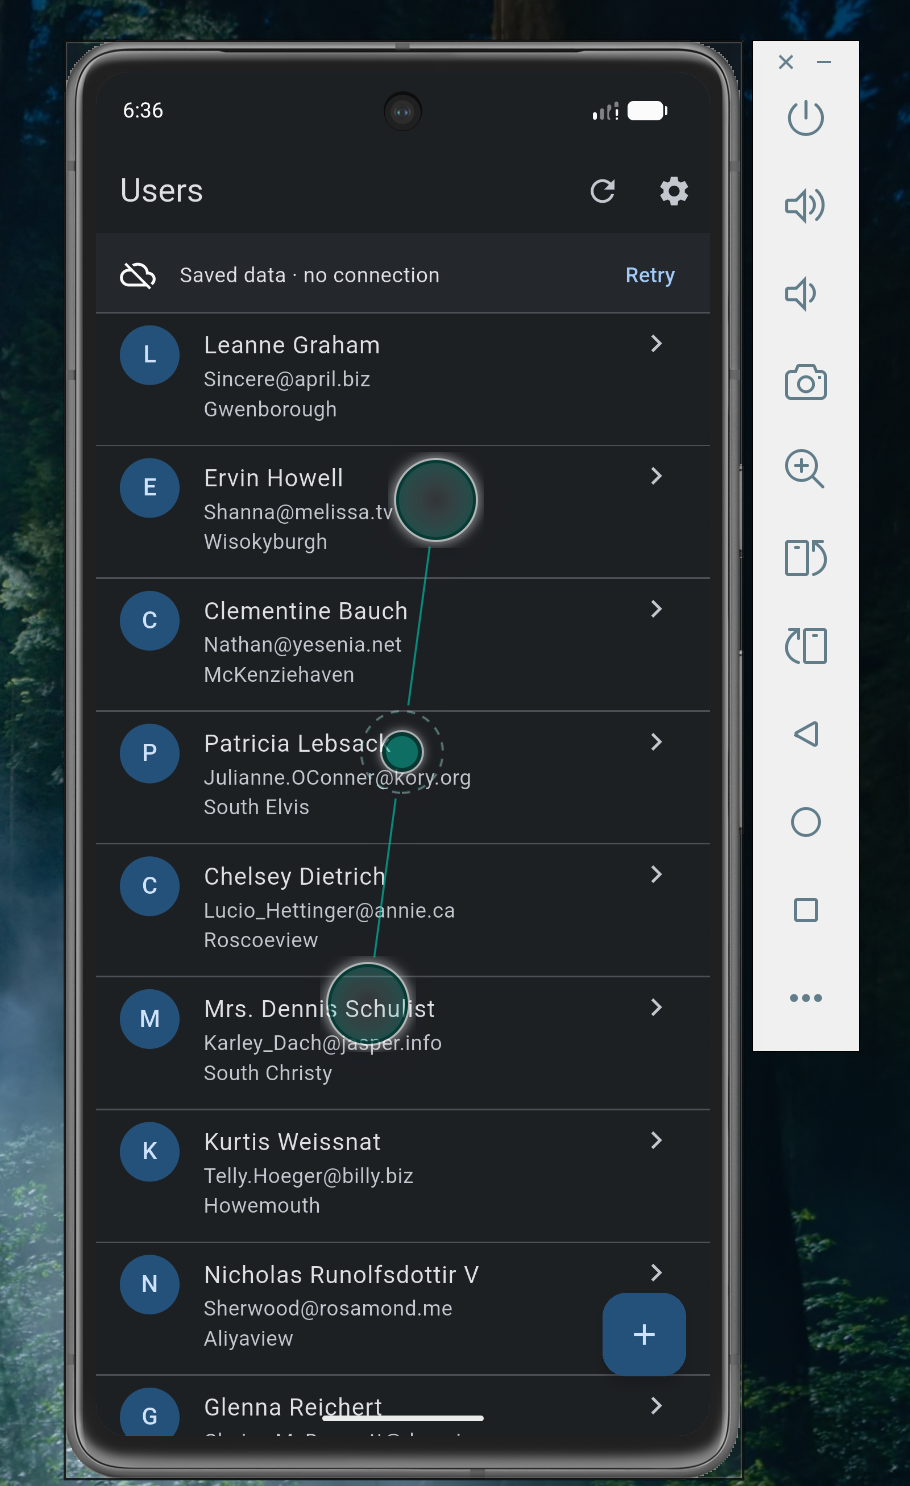 6:36
Users
Saved data · no connection
Retry
L
Leanne Graham
Sincere@april.biz
Gwenborough
E
Ervin Howell
Shanna@melissa.tv
Wisokyburgh
C
Clementine Bauch
Nathan@yesenia.net
McKenziehaven
P
Patricia Lebsack
Julianne.OConner@kory.org
South Elvis
C
Chelsey Dietrich
Lucio_Hettinger@annie.ca
Roscoeview
M
Mrs. Dennis Schulist
Karley_Dach@jasper.info
South Christy
K
Kurtis Weissnat
Telly.Hoeger@billy.biz
Howemouth
N
Nicholas Runolfsdottir V
Sherwood@rosamond.me
Aliyaview
G
Glenna Reichert